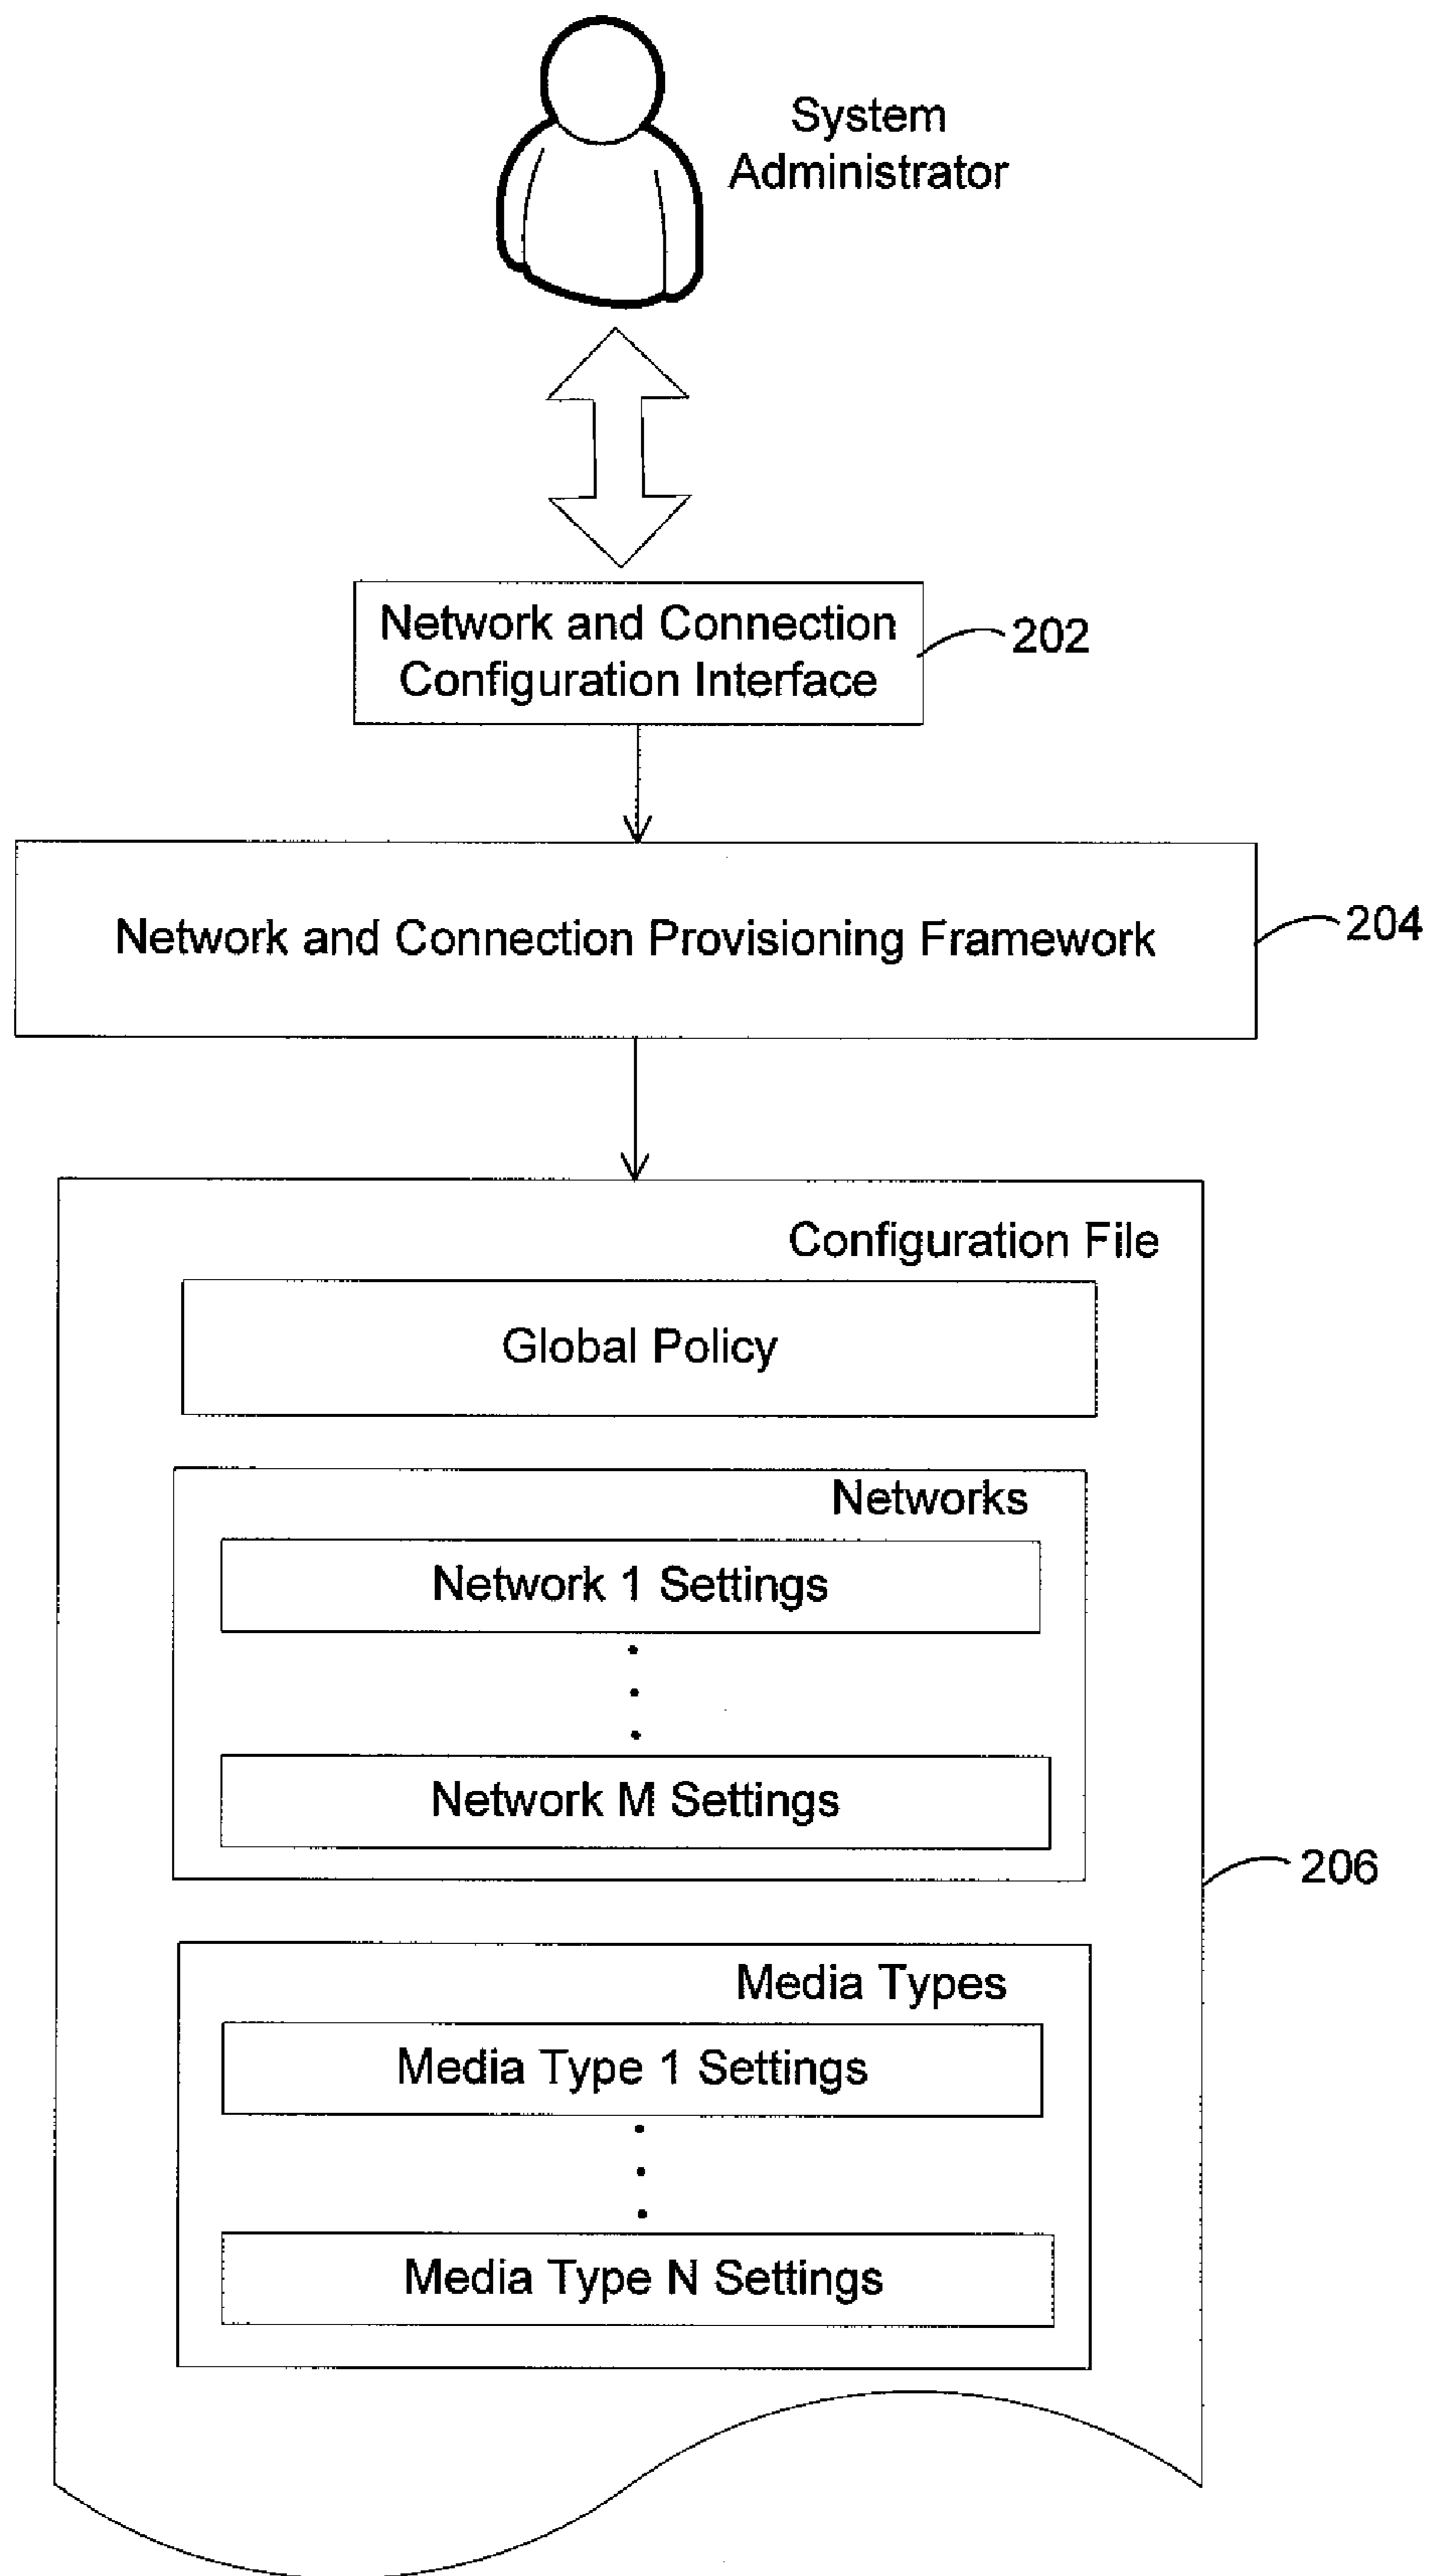 System
Administrator
Network and Connection
Configuration Interface
202
Network and Connection Provisioning Framework
204
Configuration File
Global Policy
Networks
Network 1 Settings
Network M Settings
206
Media Types
Media Type 1 Settings
Media Type N Settings